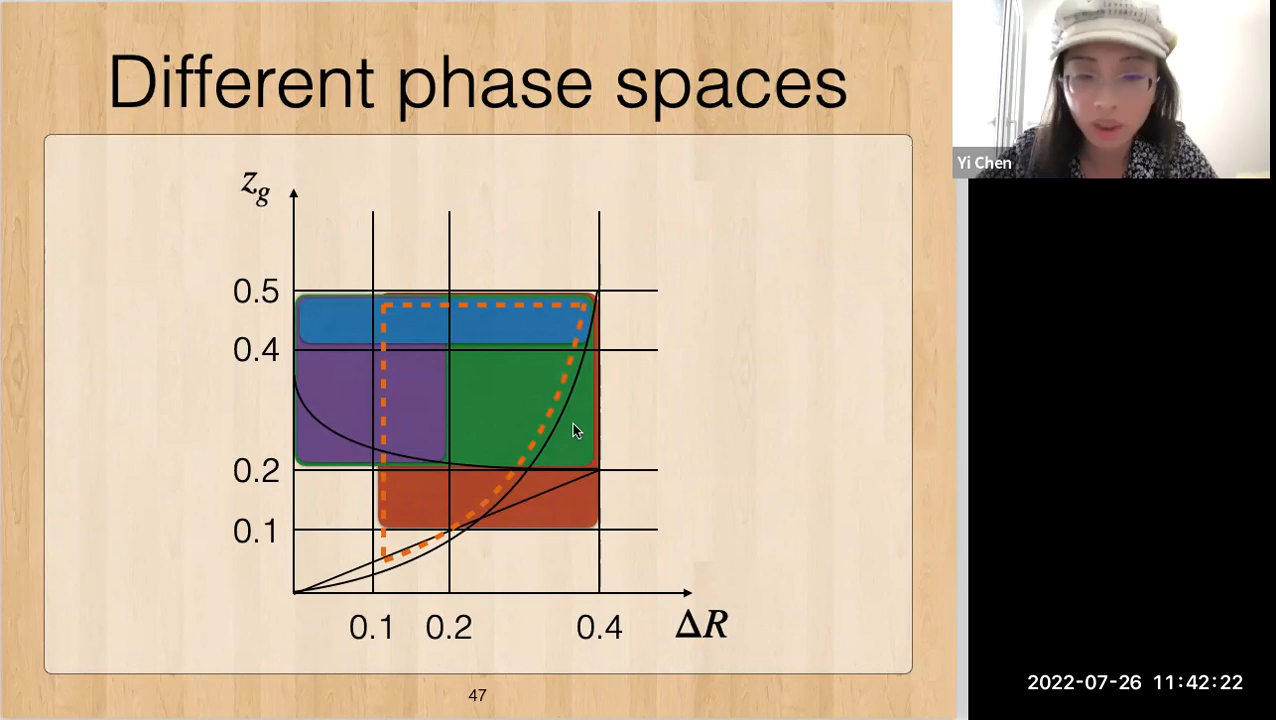 Different phase spaces
Yi Chen
z_g
0.5
0.4
0.2
0.1
0.1 0.2 0.4 ΔR
47
2022-07-26 11:42:22